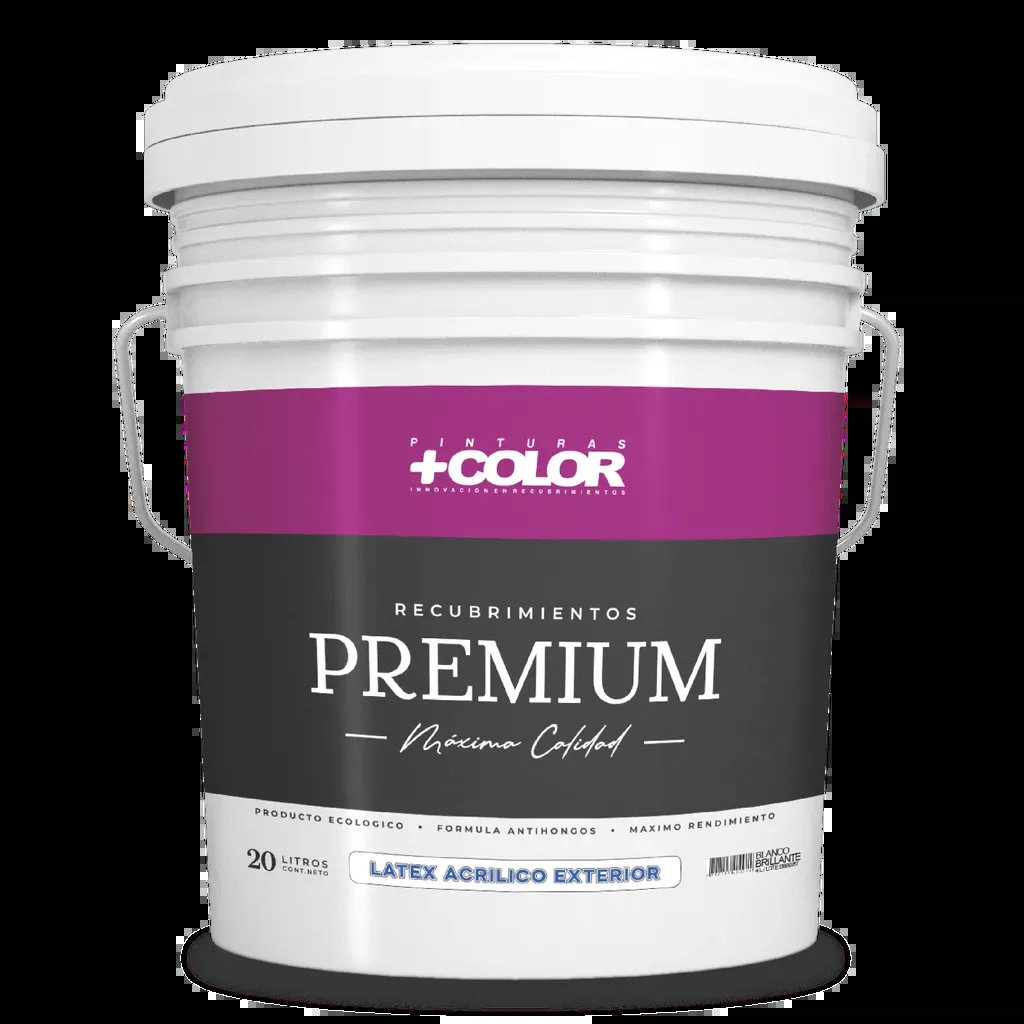 PINTURAS
+COLOR
INNOVACIÓN EN RECUBRIMIENTOS
RECUBRIMIENTOS
PREMIUM
Máxima Calidad
PRODUCTO ECOLOGICO • FORMULA ANTIHONGOS • MAXIMO RENDIMIENTO
20 LITROS
CONT.NETO
LATEX ACRILICO EXTERIOR
BLANCO
BRILLANTE